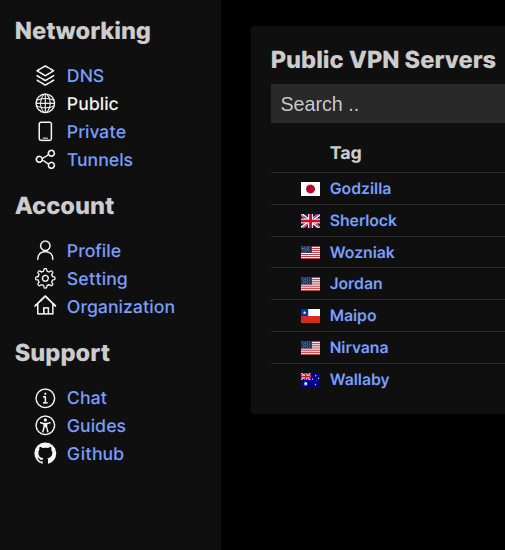 Networking
DNS
Public
Private
Tunnels
Account
Profile
Setting
Organization
Support
Chat
Guides
Github
Public VPN Servers
Search ..
Tag
Godzilla
Sherlock
Wozniak
Jordan
Maipo
Nirvana
Wallaby